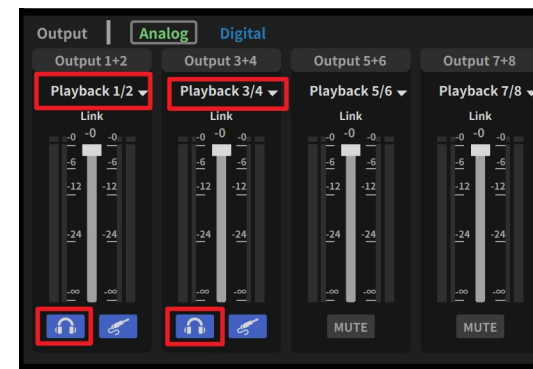 Output Analog Digital
Output 1+2 Output 3+4 Output 5+6 Output 7+8
Playback 1/2 Playback 3/4 Playback 5/6 Playback 7/8
Link Link Link Link
-0 -0 -0 -0 -0 -0 -0 -0 -0 -0 -0 -0
-6 -6 -6 -6 -6 -6 -6 -6
-12 -12 -12 -12 -12 -12 -12 -12
-24 -24 -24 -24 -24 -24 -24 -24
-∞ -∞ -∞ -∞ -∞ -∞ -∞ -∞
MUTE MUTE